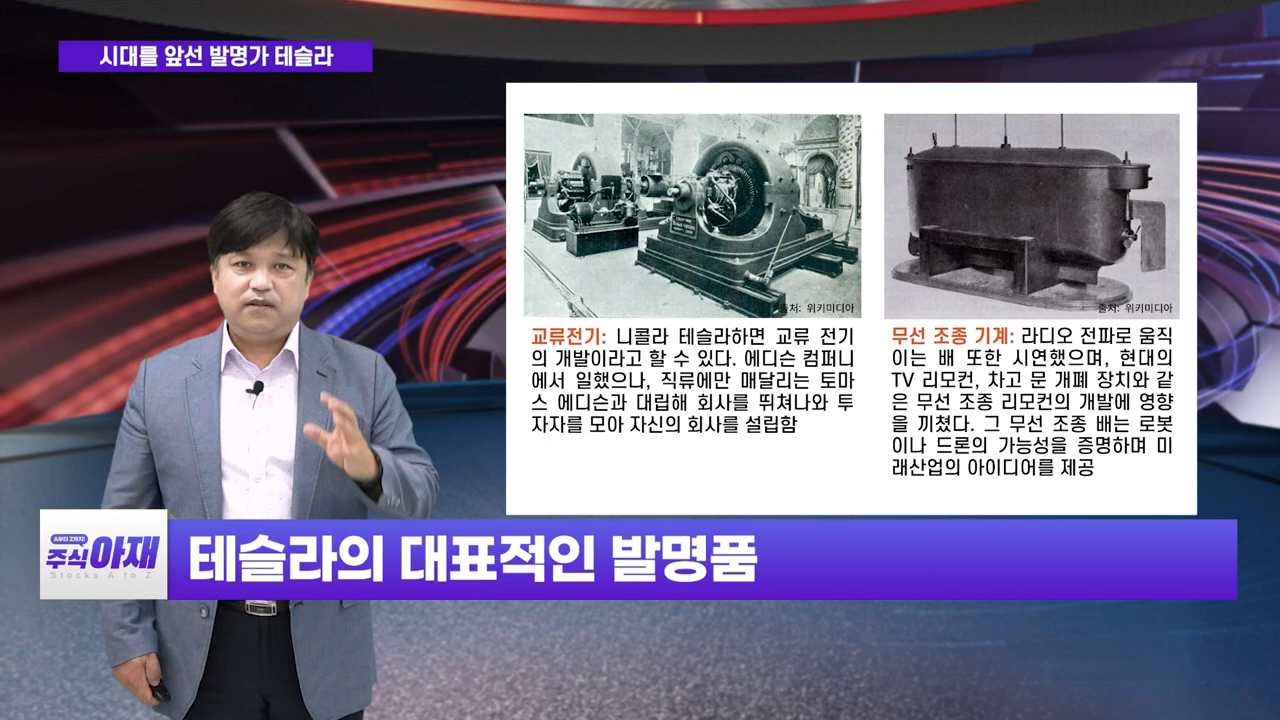 시대를 앞선 발명가 테슬라
출처: 위키미디어
출처: 위키미디어
교류전기: 니콜라 테슬라하면 교류 전기
의 개발이라고 할 수 있다. 에디슨 컴퍼니
에서 일했으나, 직류에만 매달리는 토마
스 에디슨과 대립해 회사를 뛰쳐나와 투
자자를 모아 자신의 회사를 설립함
무선 조종 기계: 라디오 전파로 움직
이는 배 또한 시연했으며, 현대의
TV 리모컨, 차고 문 개폐 장치와 같
은 무선 조종 리모컨의 개발에 영향
을 끼쳤다. 그 무선 조종 배는 로봇
이나 드론의 가능성을 증명하며 미
래산업의 아이디어를 제공
A부터 Z까지!
주식아재
Stocks A to Z
테슬라의 대표적인 발명품